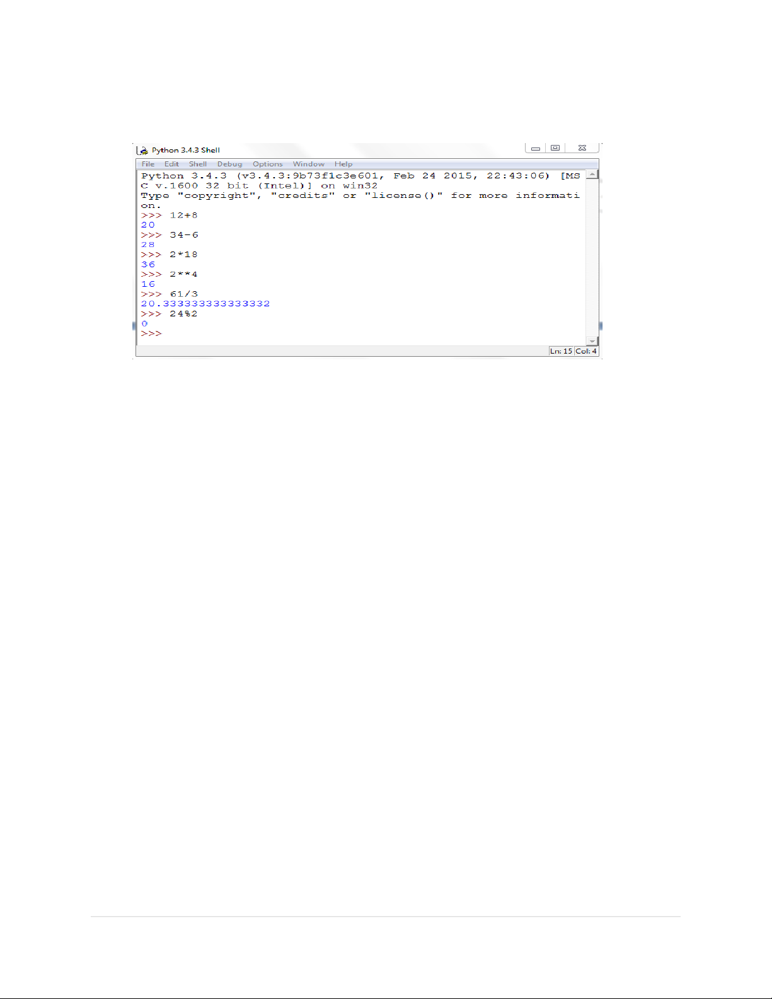 Python 3.4.3 Shell
File Edit Shell Debug Options Window Help
Python 3.4.3 (v3.4.3:9b73f1c3e601, Feb 24 2015, 22:43:06) [MS
C v.1600 32 bit (Intel)] on win32
Type "copyright", "credits" or "license()" for more informati
on.
>>> 12+8
20
>>> 34-6
28
>>> 2*18
36
>>> 2**4
16
>>> 61/3
20.333333333333332
>>> 24%2
0
>>>
Ln: 15 Col: 4